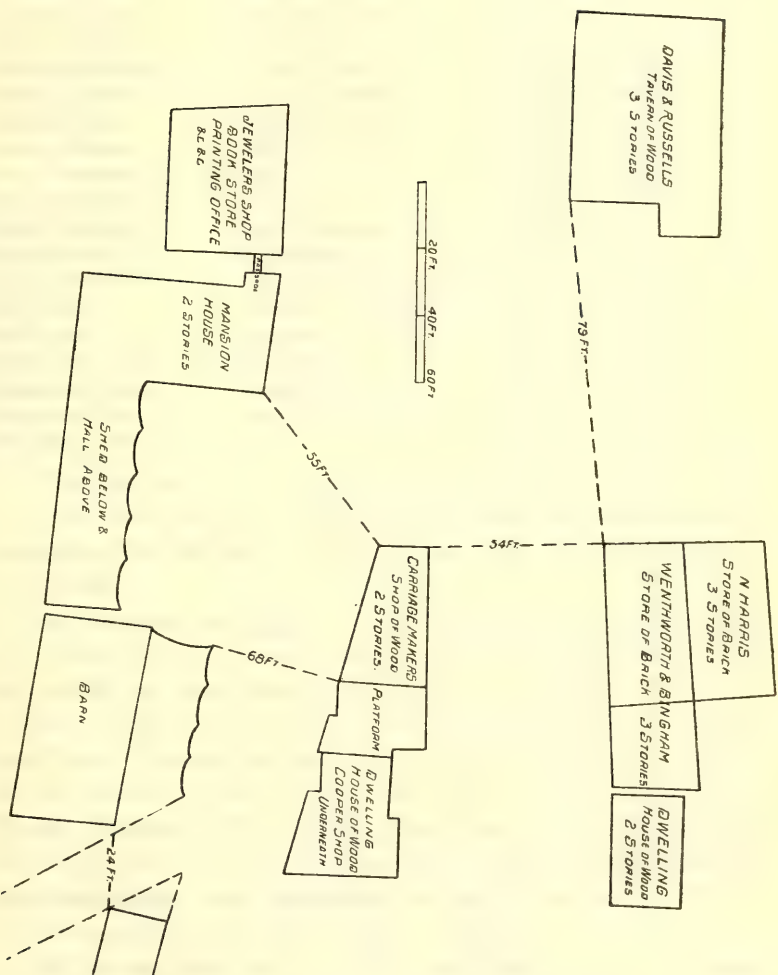 DAVIS & RUSSELLS
TAVERN OF WOOD
3 STORIES
JEWELERS SHOP
BOOK STORE
PRINTING OFFICE
&C &C
MANSION
HOUSE
2 STORIES
SHED BELOW &
HALL ABOVE
20 FT.
40 FT.
60 FT
79 FT.
55 FT.
54 FT.
N HARRIS
STORE OF BRICK
3 STORIES
WENTHWORTH & BINGHAM
STORE OF BRICK 3 STORIES
DWELLING
HOUSE OF WOOD
2 STORIES
CARRIAGE MAKERS
SHOP OF WOOD
2 STORIES.
PLATFORM
DWELLING
HOUSE OF WOOD
COOPER SHOP
UNDERNEATH
68 FT
BARN
24 FT.